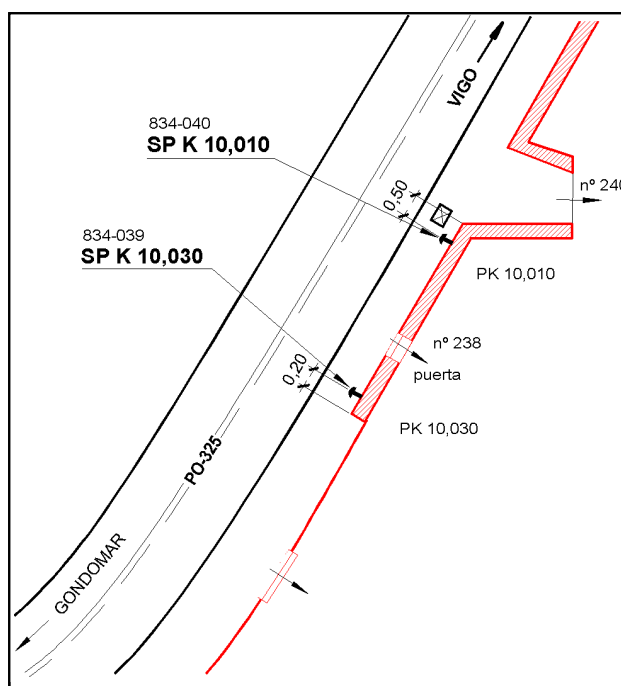 VIGO
834-040
SP K 10,010
0,50
nº 240
834-039
SP K 10,030
PK 10,010
nº 238
puerta
0,20
PK 10,030
PO-325
GONDOMAR